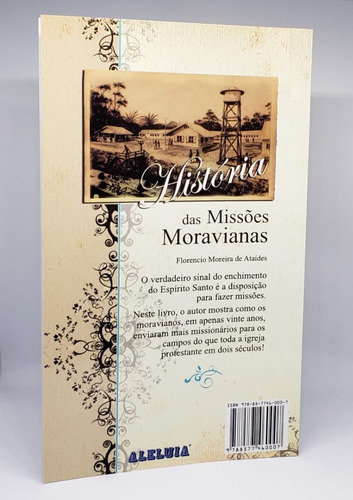 História
das Missões
Moravianas
Florencio Moreira de Ataídes
O verdadeiro sinal do enchimento
do Espírito Santo é a disposição
para fazer missões.
Neste livro, o autor mostra como os
moravianos, em apenas vinte anos,
enviaram mais missionários para os
campos do que toda a igreja
protestante em dois séculos!
ISBN 978-85-7746-000-7
9788577460007
ALELUIA